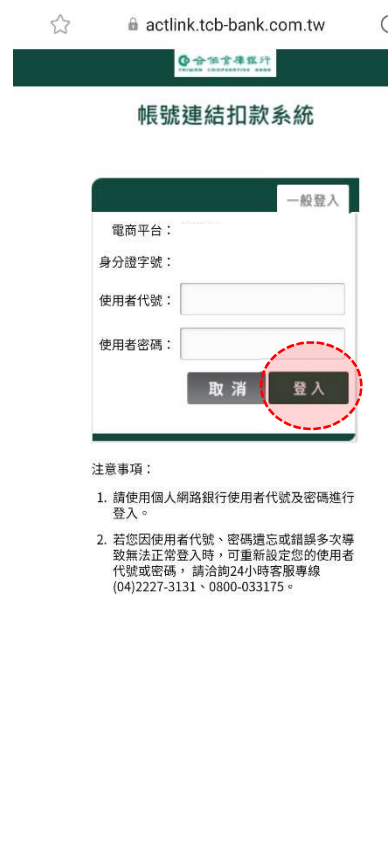 actlink.tcb-bank.com.tw
合作金庫銀行
TAIWAN COOPERATIVE BANK
帳號連結扣款系統
一般登入
電商平台：
身分證字號：
使用者代號：
使用者密碼：
取消 登入
注意事項：
1. 請使用個人網路銀行使用者代號及密碼進行
登入。
2. 若您因使用者代號、密碼遺忘或錯誤多次導
致無法正常登入時，可重新設定您的使用者
代號或密碼， 請洽詢24小時客服專線
(04)2227-3131、0800-033175。